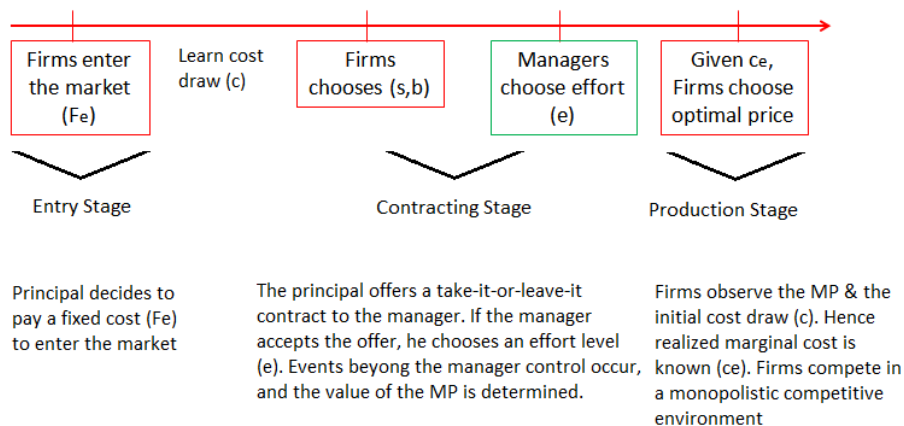 Firms enter
the market
(Fe)
Learn cost
draw (c)
Firms
chooses (s,b)
Managers
choose effort
(e)
Given ce,
Firms choose
optimal price
Entry Stage
Contracting Stage
Production Stage
Principal decides to
pay a fixed cost (Fe)
to enter the market
The principal offers a take-it-or-leave-it
contract to the manager. If the manager
accepts the offer, he chooses an effort level
(e). Events beyong the manager control occur,
and the value of the MP is determined.
Firms observe the MP & the
initial cost draw (c). Hence
realized marginal cost is
known (ce). Firms compete in
a monopolistic competitive
environment